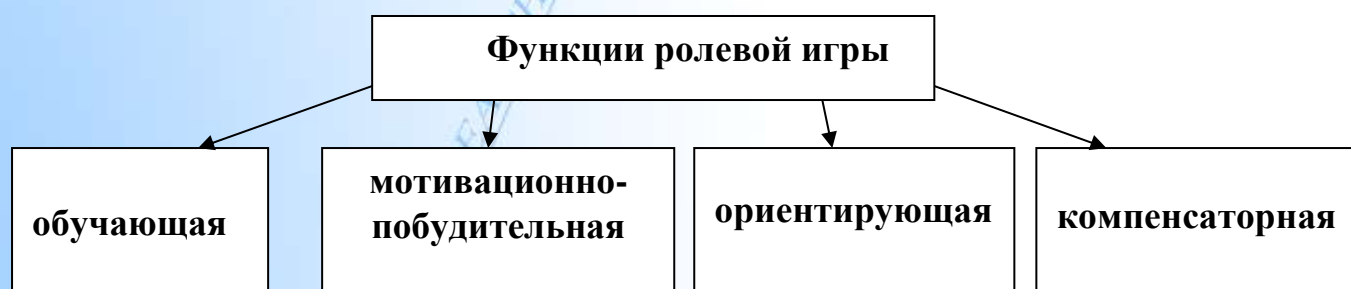 Функции ролевой игры
обучающая
мотивационно-
побудительная
ориентирующая
компенсаторная